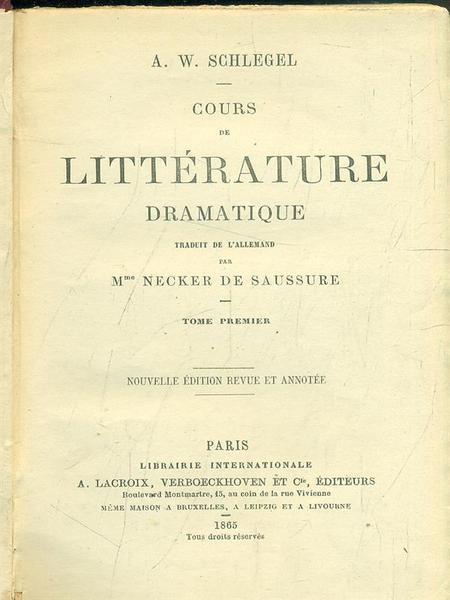 A. W. SCHLEGEL
COURS
DE
LITTÉRATURE
DRAMATIQUE
TRADUIT DE L'ALLEMAND
PAR
Mme NECKER DE SAUSSURE
TOME PREMIER
NOUVELLE ÉDITION REVUE ET ANNOTÉE
PARIS
LIBRAIRIE INTERNATIONALE
A. LACROIX, VERBOECKHOVEN ET Cie, ÉDITEURS
Boulevard Montmartre, 15, au coin de la rue Vivienne
MÊME MAISON A BRUXELLES, A LEIPZIG ET A LIVOURNE
1865
Tous droits réservés